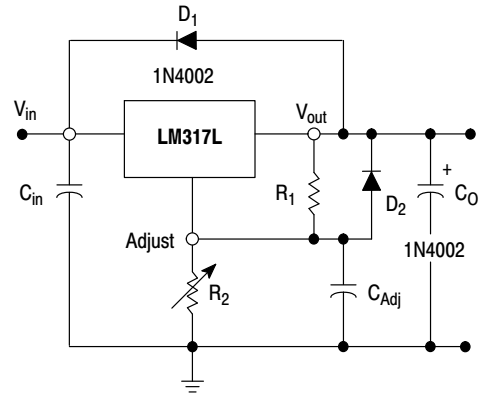 D1
1N4002
Vin
LM317L
Vout
Cin
R1
D2
+
CO
1N4002
Adjust
R2
CAdj